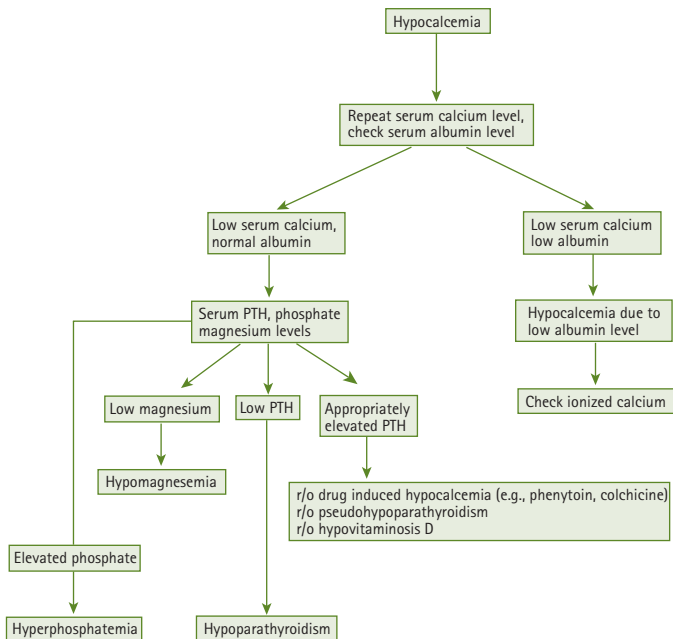 Hypocalcemia
Repeat serum calcium level,
check serum albumin level
Low serum calcium,
normal albumin
Low serum calcium
low albumin
Serum PTH, phosphate
magnesium levels
Hypocalcemia due to
low albumin level
Low magnesium
Low PTH
Appropriately
elevated PTH
Check ionized calcium
Hypomagnesemia
r/o drug induced hypocalcemia (e.g., phenytoin, colchicine)
r/o pseudohypoparathyroidism
r/o hypovitaminosis D
Elevated phosphate
Hyperphosphatemia
Hypoparathyroidism